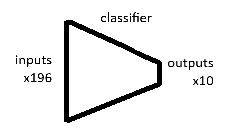 classifier
inputs
x196
outputs
x10